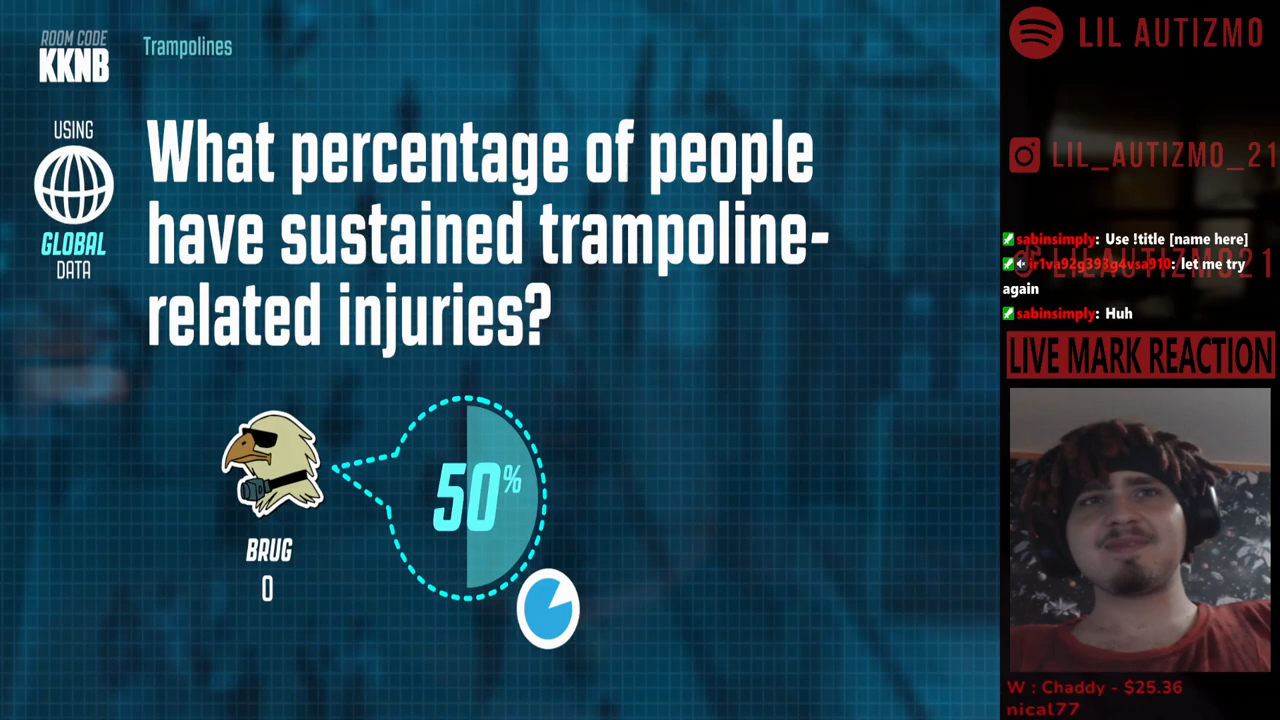 ROOM CODE
KKNB
Trampolines
USING
GLOBAL
DATA
What percentage of people
have sustained trampoline-
related injuries?
50%
BRUG
0
LIL AUTIZMO
LIL_AUTIZMO_21
LILAUTIZMO21
sabinsimply: Use !title [name here]
ir1va92g393g4vsa910: let me try
again
sabinsimply: Huh
LIVE MARK REACTION
W : Chaddy - $25.36
nical77